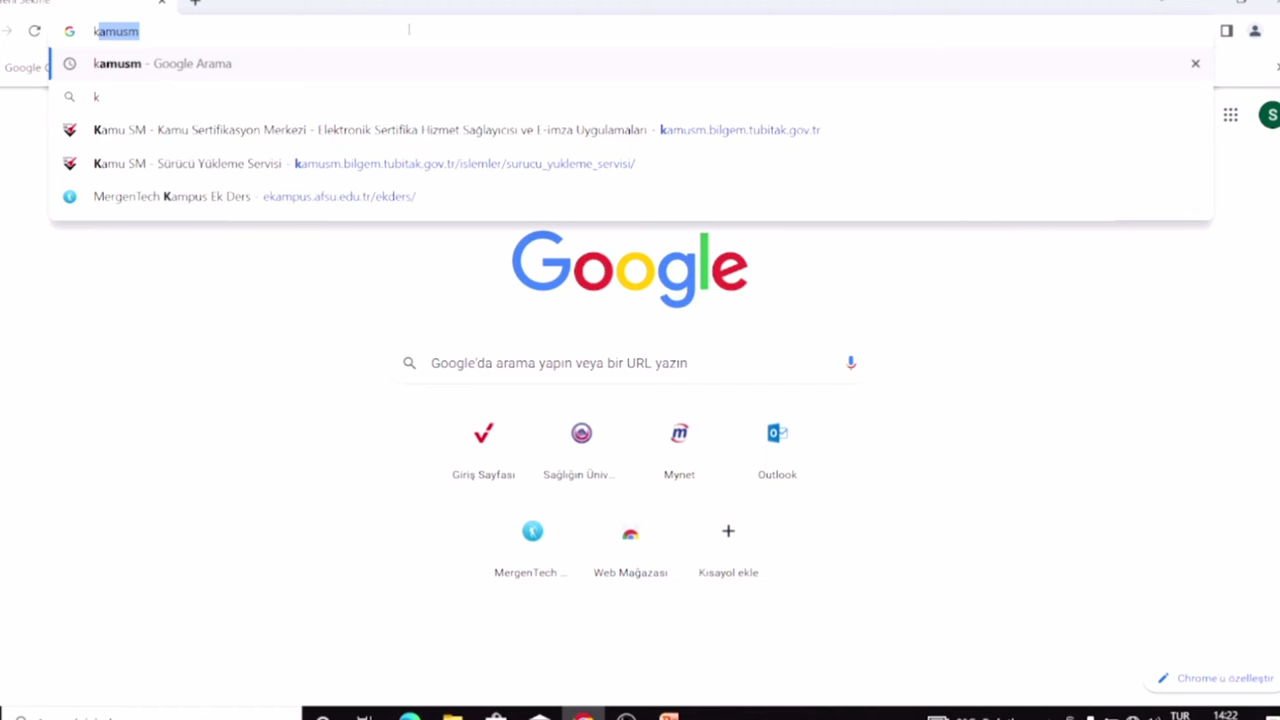 kamusm
Google
kamusm - Google Arama
k
Kamu SM - Kamu Sertifikasyon Merkezi - Elektronik Sertifika Hizmet Sağlayıcısı ve E-imza Uygulamaları - kamusm.bilgem.tubitak.gov.tr
Kamu SM - Sürücü Yükleme Servisi - kamusm.bilgem.tubitak.gov.tr/islemler/surucu_yukleme_servisi/
MergenTech Kampus Ek Ders - ekampus.afsu.edu.tr/ekders/
S
Google
Google'da arama yapın veya bir URL yazın
Giriş Sayfası
Sağlığın Üniv...
Mynet
Outlook
MergenTech ...
Web Mağazası
Kısayol ekle
Chrome'u özelleştir
TUR
14:22